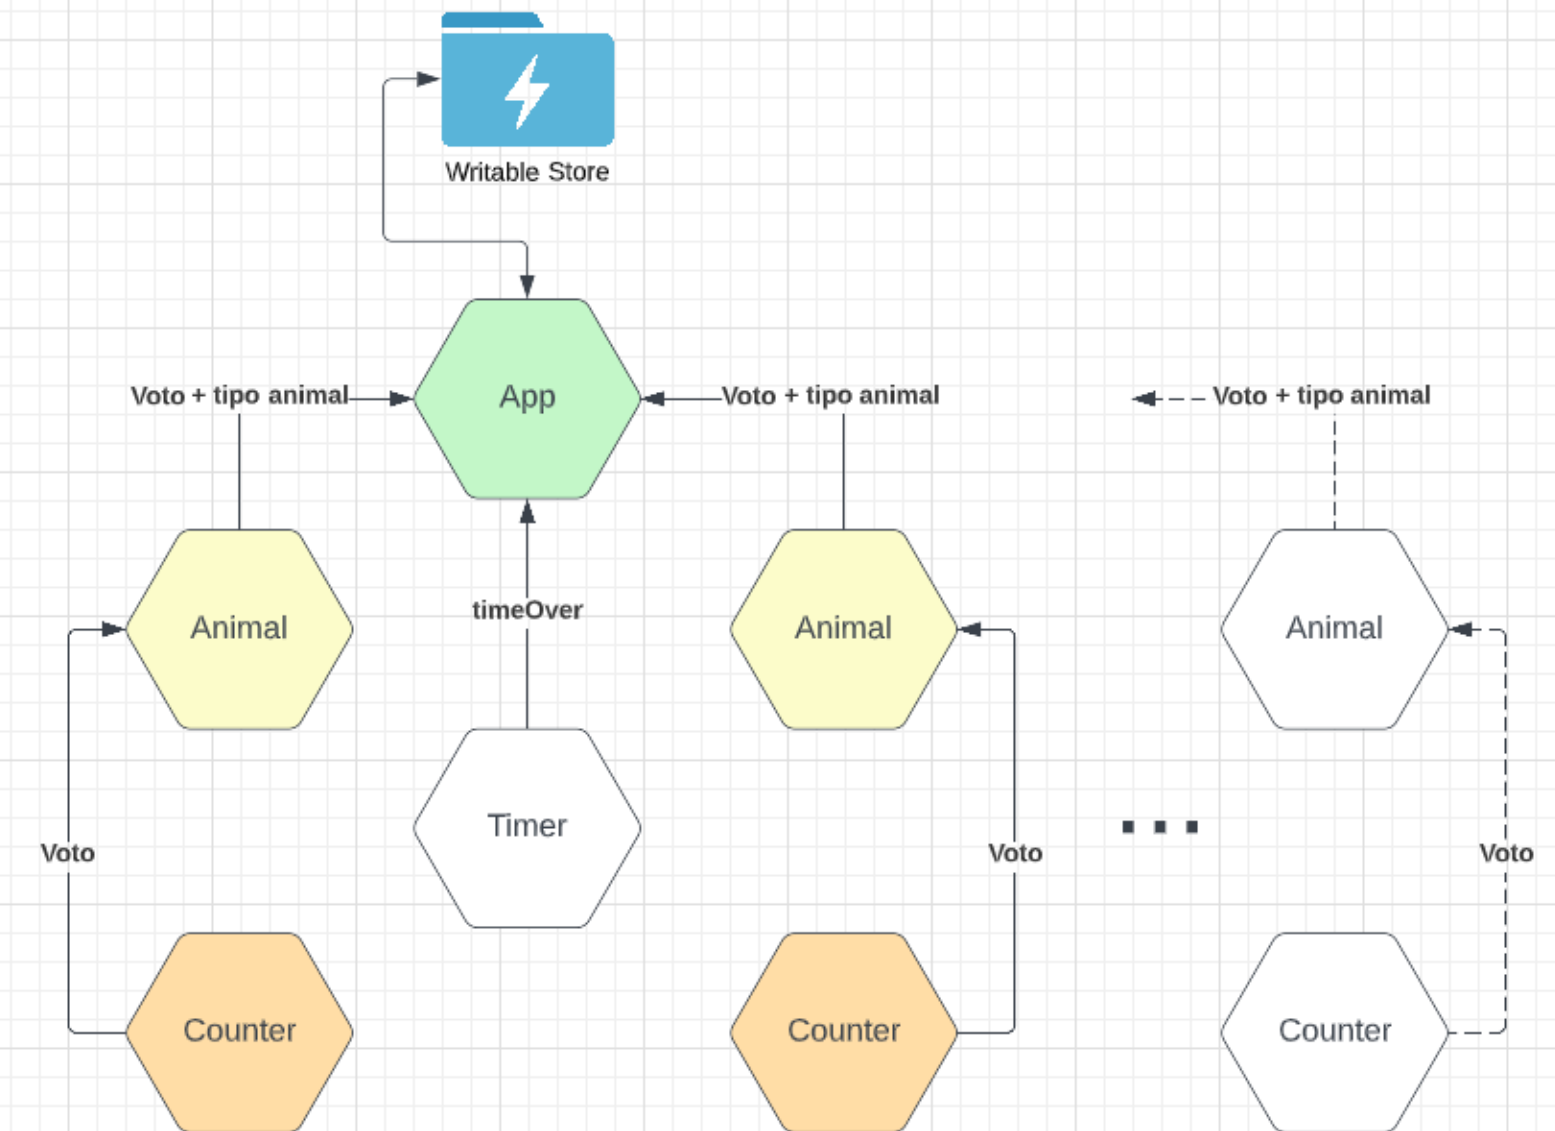 Writable Store
Voto + tipo animal
App
Voto + tipo animal
Voto + tipo animal
timeOver
Animal
Animal
Animal
Timer
Voto
Voto
Voto
Counter
Counter
Counter